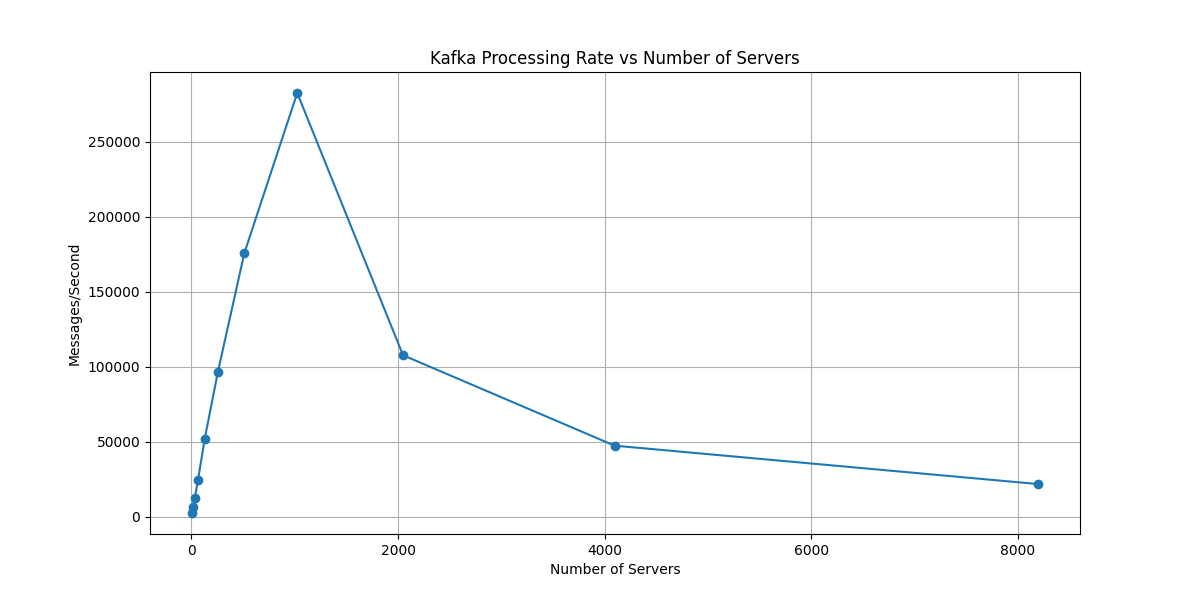 Kafka Processing Rate vs Number of Servers
Messages/Second
250000
200000
150000
100000
50000
0
0 2000 4000 6000 8000
Number of Servers